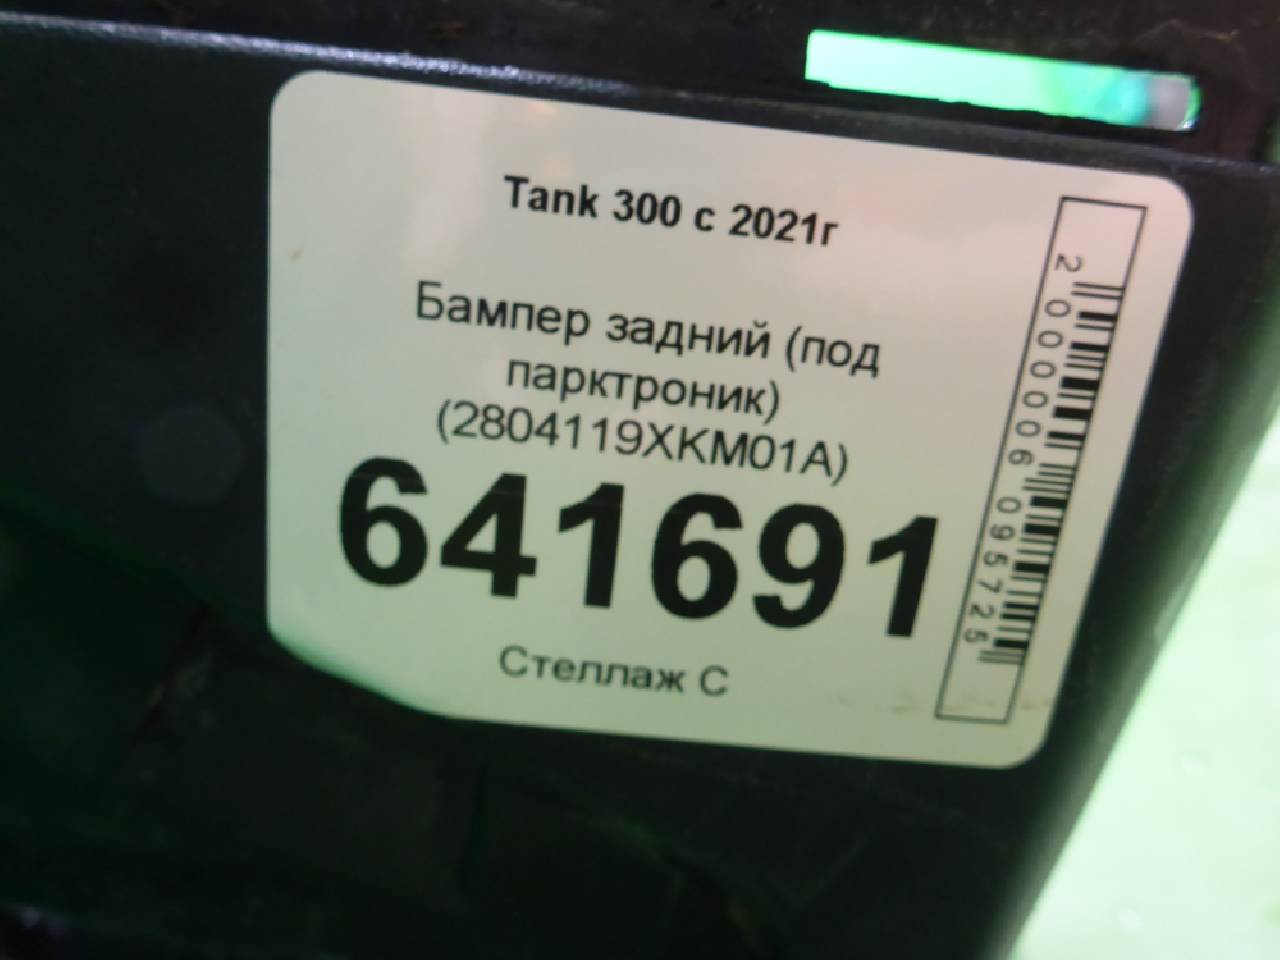 Tank 300 с 2021г
Бампер задний (под
парктроник)
(2804119XKM01A)
641691
Стеллаж С
2000006095725